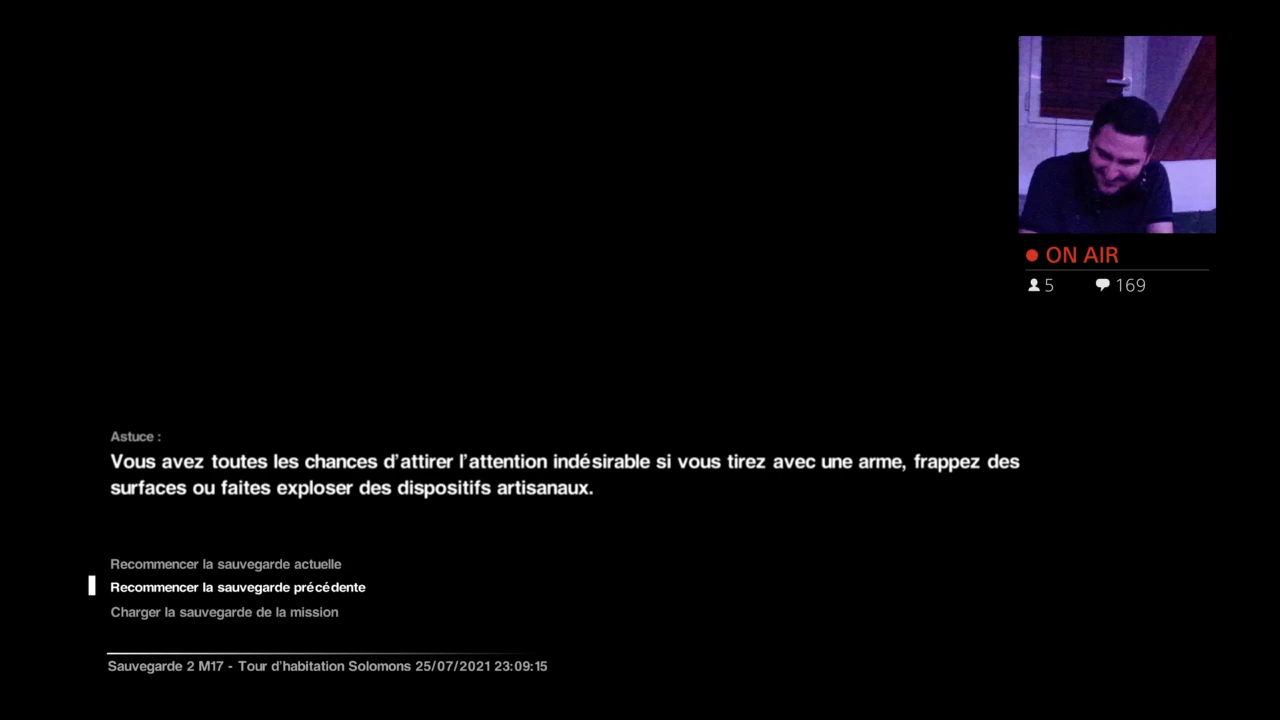 ON AIR
5 169
Astuce :
Vous avez toutes les chances d'attirer l'attention indésirable si vous tirez avec une arme, frappez des
surfaces ou faites exploser des dispositifs artisanaux.
Recommencer la sauvegarde actuelle
Recommencer la sauvegarde précédente
Charger la sauvegarde de la mission
Sauvegarde 2 M17 - Tour d'habitation Solomons 25/07/2021 23:09:15